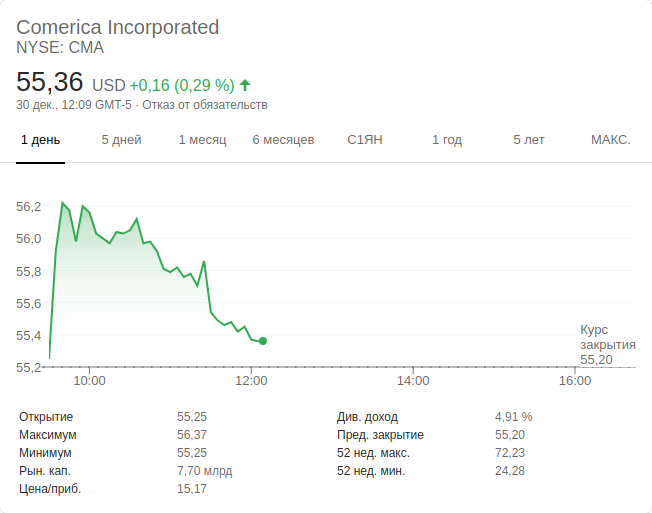 Comerica Incorporated
NYSE: CMA
55,36 USD +0,16 (0,29 %)
30 дек., 12:09 GMT-5 · Отказ от обязательств
1 день 5 дней 1 месяц 6 месяцев С1ЯН 1 год 5 лет МАКС.
56,2
56,0
55,8
55,6
55,4
55,2
Курс
закрытия
55,20
10:00 12:00 14:00 16:00
Открытие 55,25 Див. доход 4,91 %
Максимум 56,37 Пред. закрытие 55,20
Минимум 55,25 52 нед. макс. 72,23
Рын. кап. 7,70 млрд 52 нед. мин. 24,28
Цена/приб. 15,17